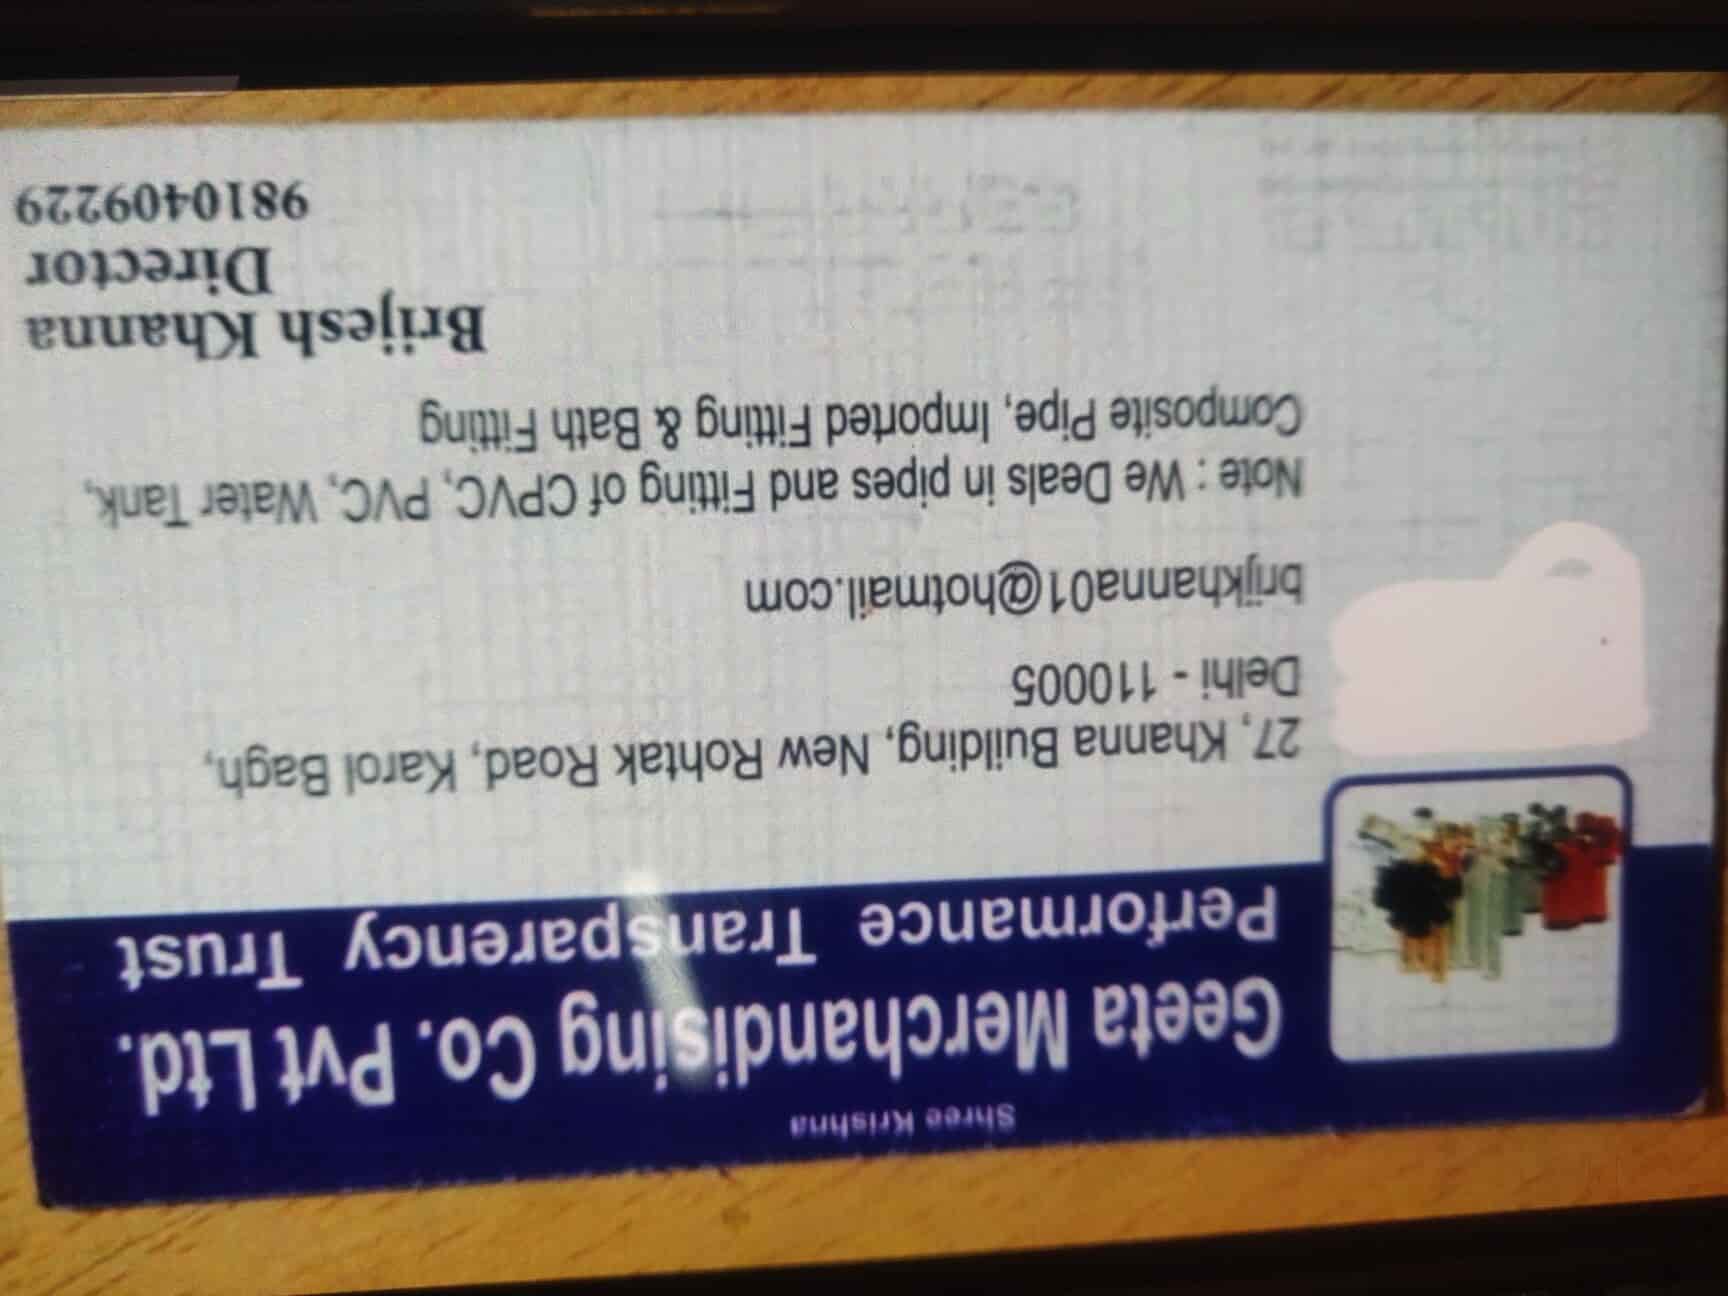 Shree Krishna
Geeta Merchandising Co. Pvt Ltd.
Performance Transparency Trust
27, Khanna Building, New Rohtak Road, Karol Bagh,
Delhi - 110005
brijkhanna01@hotmail.com
Note : We Deals in pipes and Fitting of CPVC, PVC, Water Tank,
Composite Pipe, Imported Fitting & Bath Fitting
Brijesh Khanna
Director
9810409229